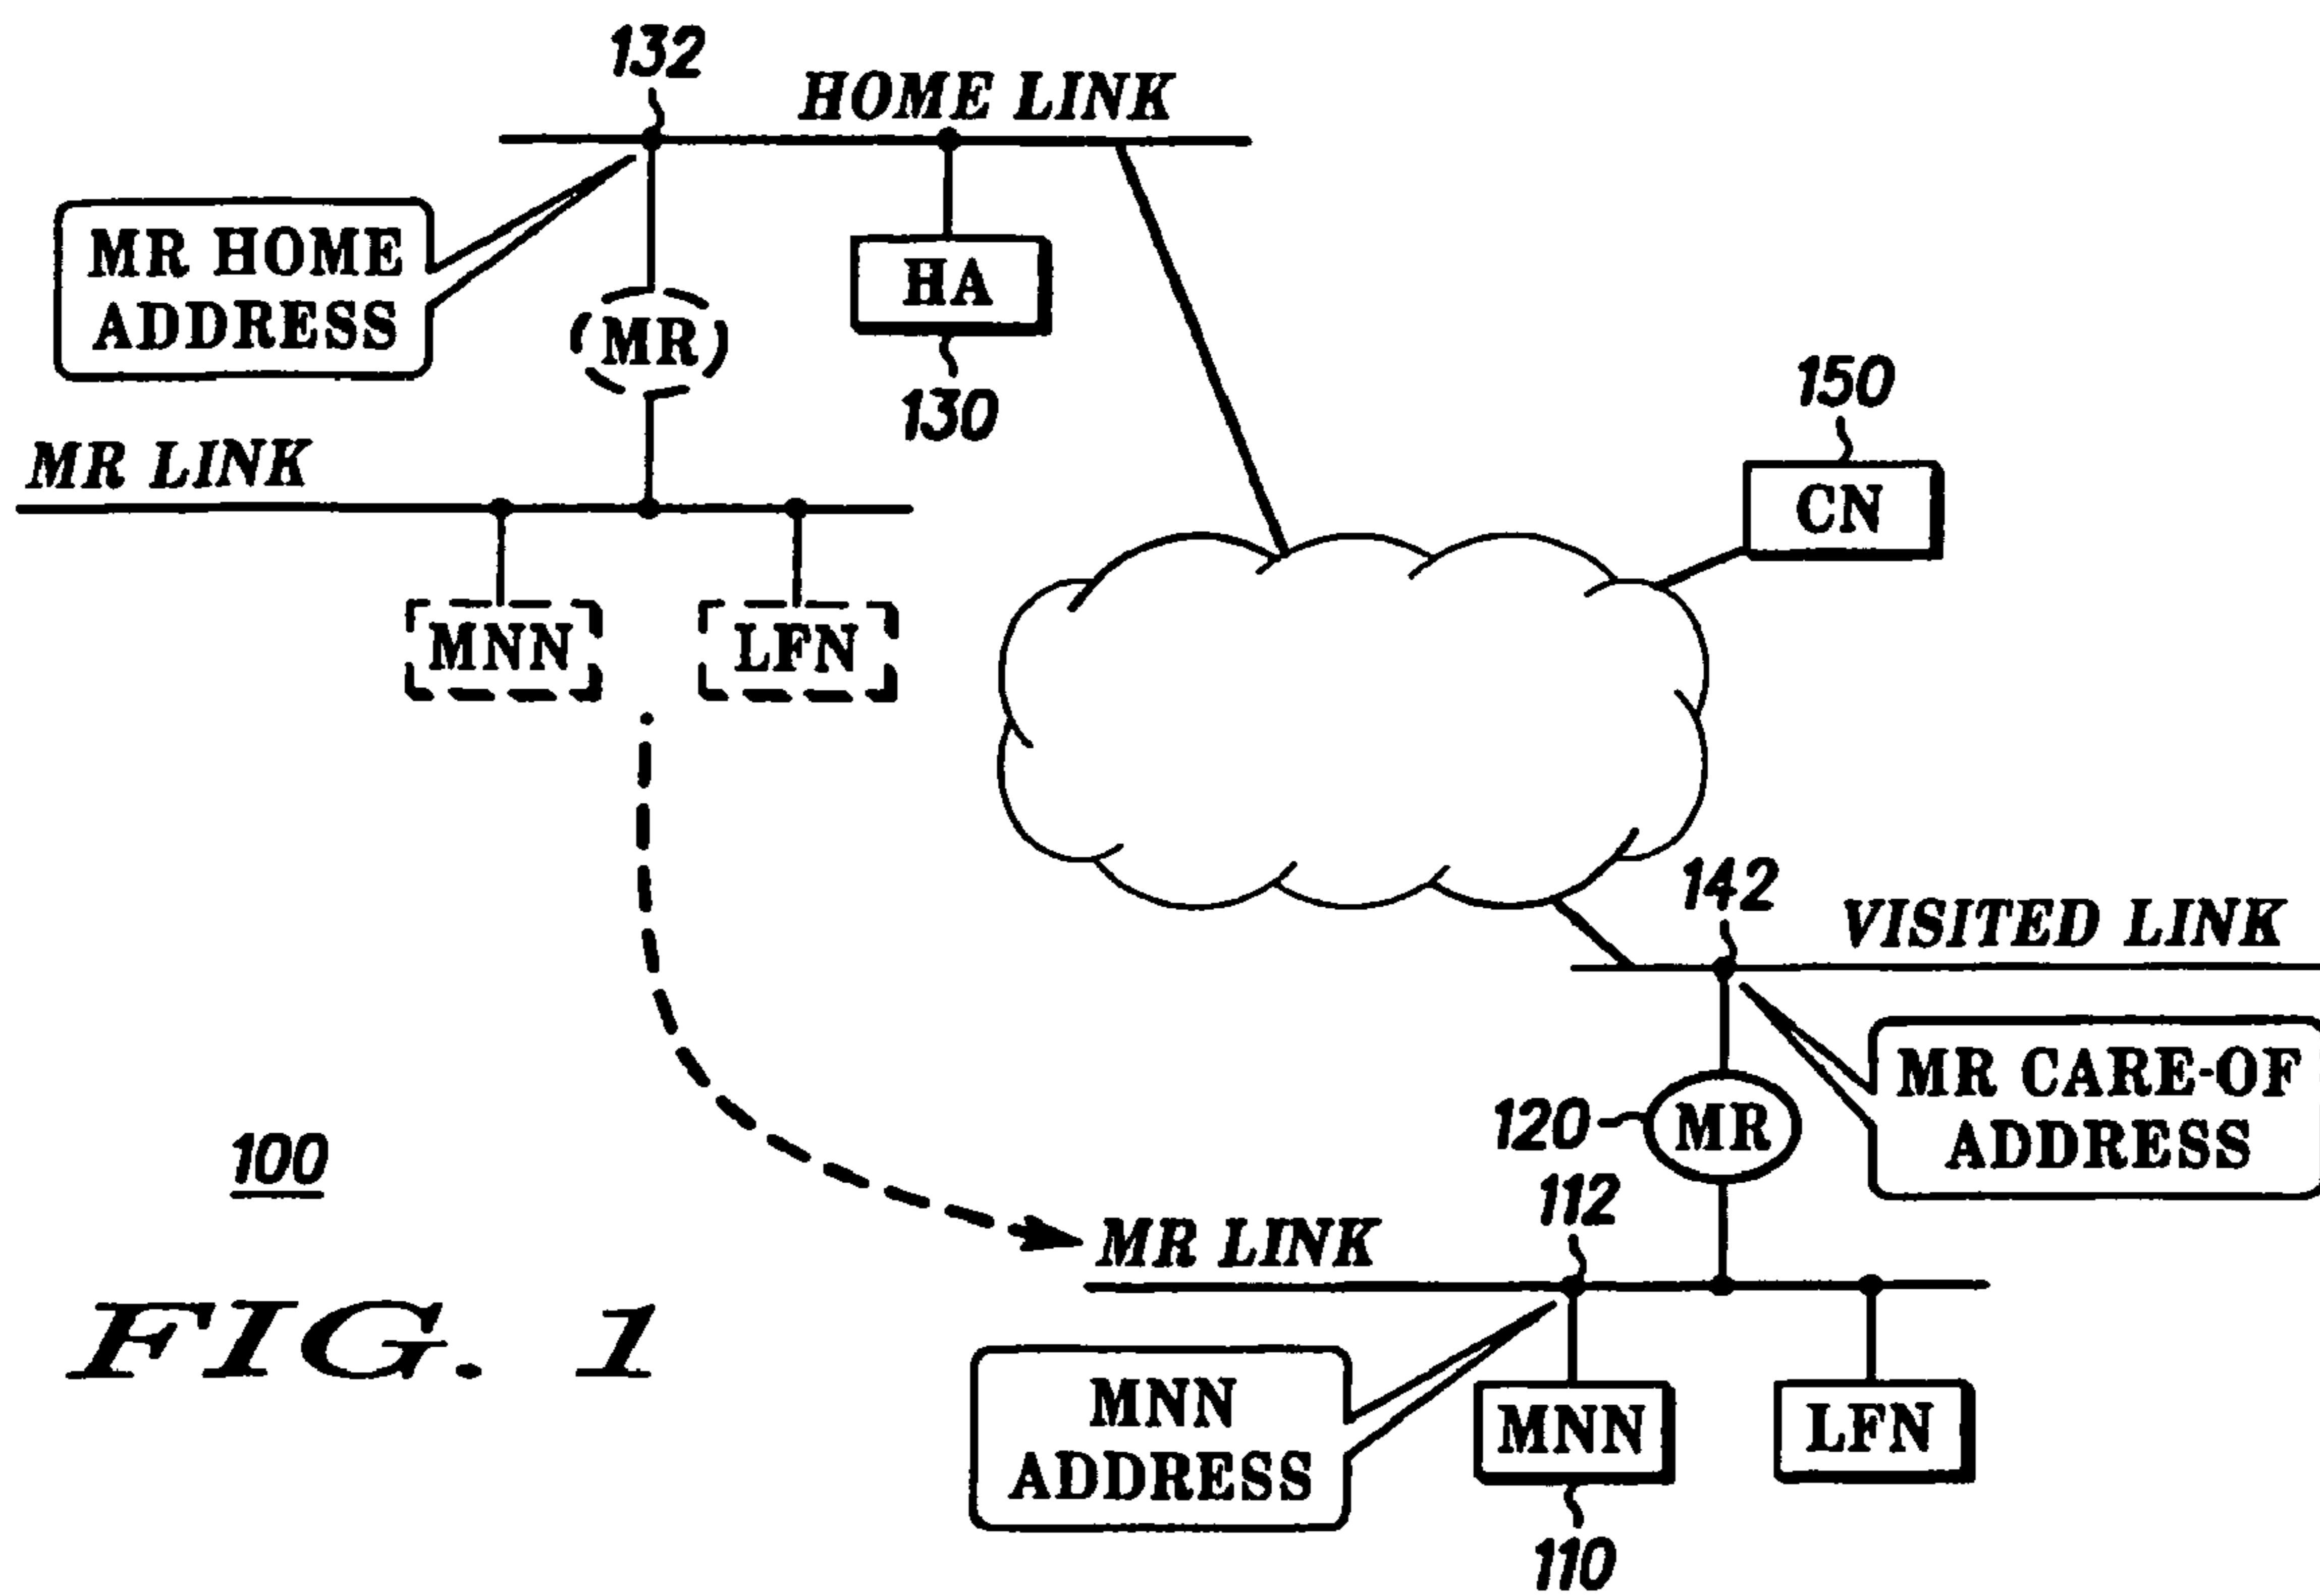 132
HOME LINK
MR HOME
ADDRESS
(MR)
HA
130
150
CN
MR LINK
MNN
LFN
142
VISITED LINK
MR CARE-OF
ADDRESS
120
MR
112
100
MR LINK
FIG. 1
MNN
ADDRESS
MNN
LFN
110